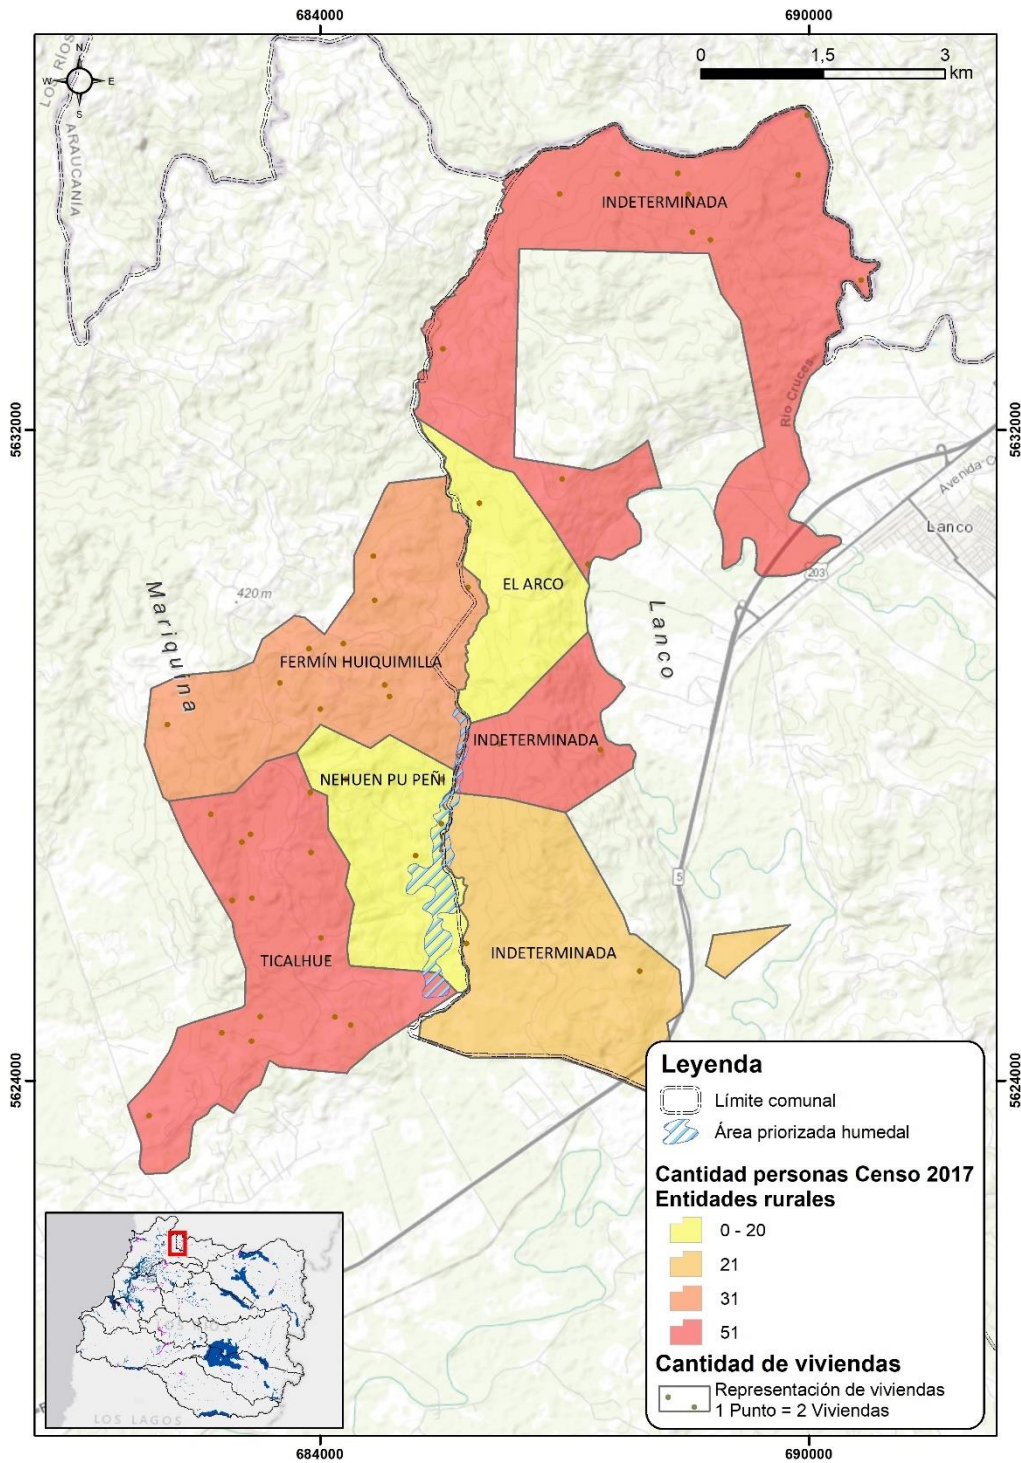 684000
690000
N
W
E
S
0
1,5
3
km
LOS RÍOS
ARAUCANIA
INDETERMINADA
5632000
5632000
Río Cruces
Lanco
203
EL ARCO
420 m
Mariquina
Lanco
FERMÍN HUIQUIMILLA
INDETERMINADA
NEHUEN PU PEÑI
5
TICALHUE
INDETERMINADA
5624000
5624000
Leyenda
Límite comunal
Área priorizada humedal
Cantidad personas Censo 2017
Entidades rurales
0 - 20
21
31
51
Cantidad de viviendas
Representación de viviendas
1 Punto = 2 Viviendas
LOS LAGOS
684000
690000